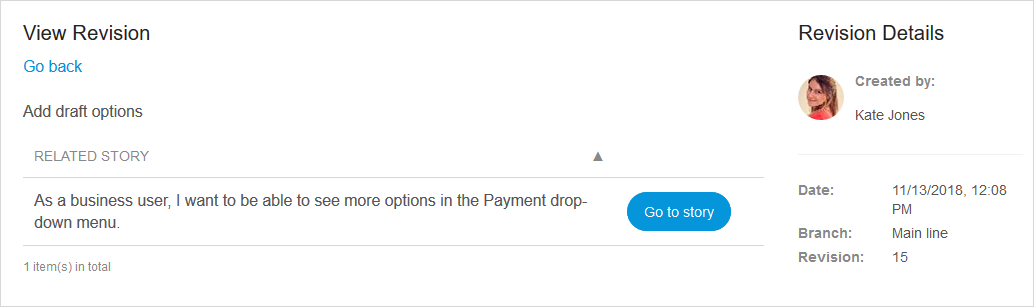 View Revision
Go back
Add draft options
RELATED STORY ▲
As a business user, I want to be able to see more options in the Payment drop-
down menu.
Go to story
1 item(s) in total
Revision Details
Created by:
Kate Jones
Date: 11/13/2018, 12:08
PM
Branch: Main line
Revision: 15